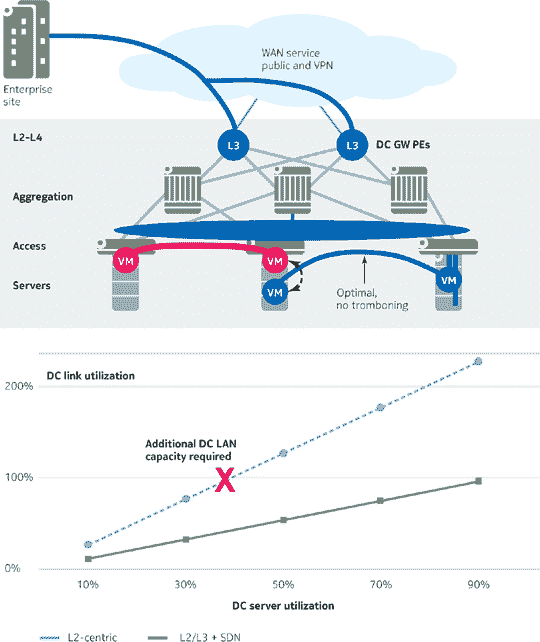 WAN service
public and VPN
Enterprise
site
L2-L4
L3
L3
DC GW PEs
Aggregation
Access
VM
VM
Servers
VM
VM
Optimal,
no tromboning
DC link utilization
200%
Additional DC LAN
capacity required
X
100%
0%
10%
30%
50%
70%
90%
DC server utilization
L2-centric
L2/L3 + SDN